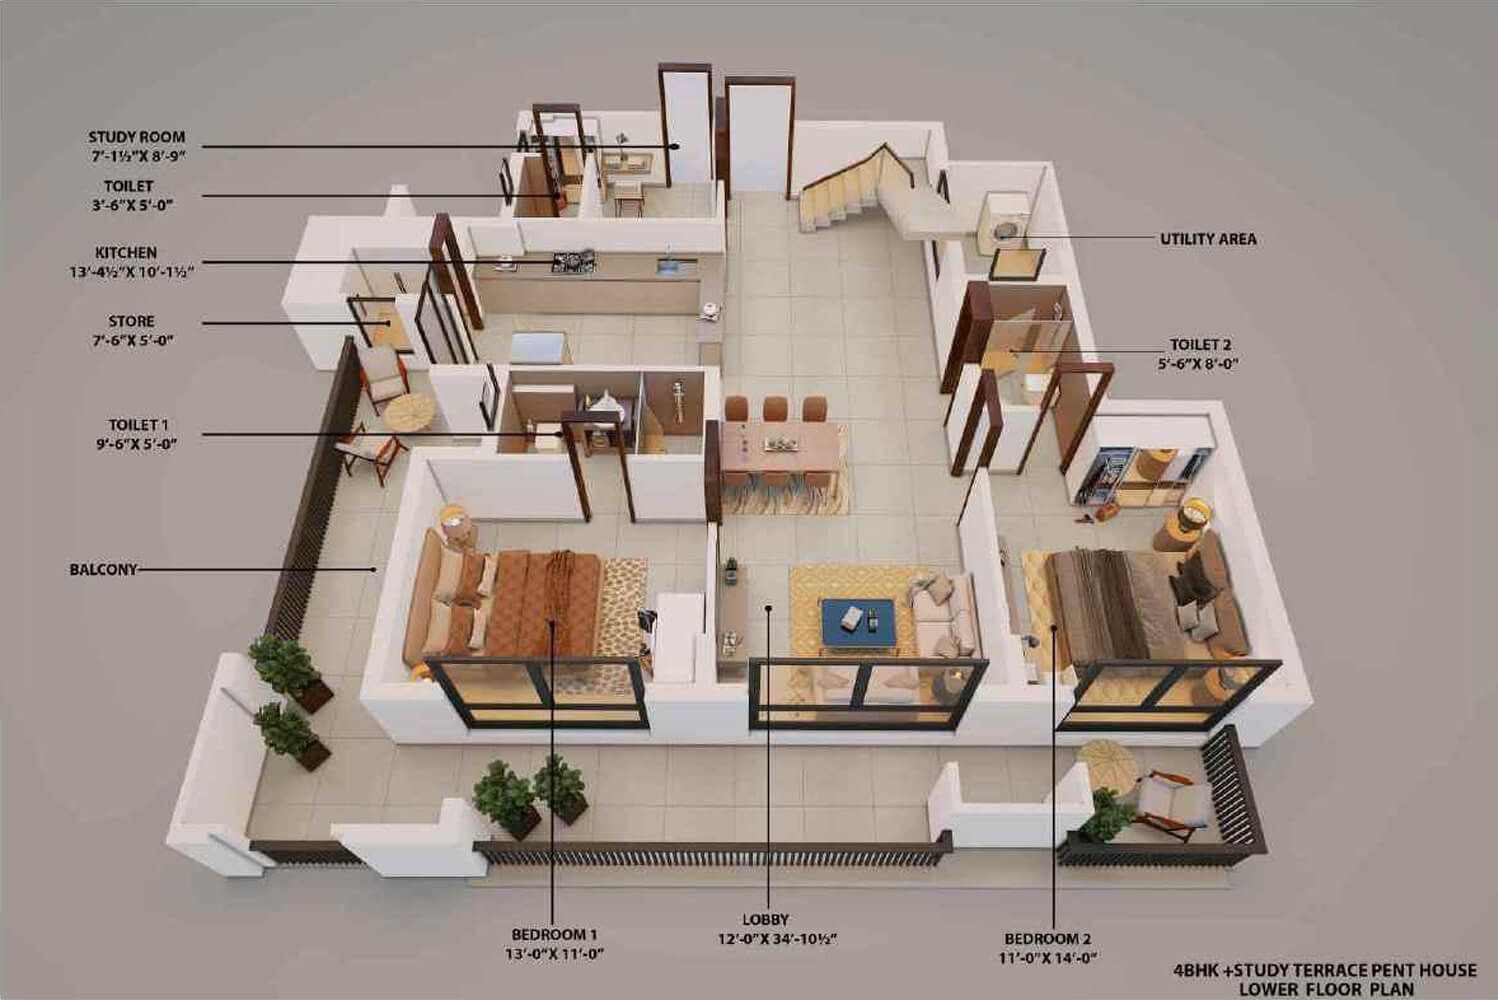 STUDY ROOM
7'-1½"X 8'-9"
TOILET
3'-6"X 5'-0"
KITCHEN
13'-4½"X 10'-1½"
STORE
7'-6"X 5'-0"
TOILET 1
9'-6"X 5'-0"
BALCONY
UTILITY AREA
TOILET 2
5'-6"X 8'-0"
BEDROOM 1
13'-0"X 11'-0"
LOBBY
12'-0"X 34'-10½"
BEDROOM 2
11'-0"X 14'-0"
4BHK +STUDY TERRACE PENT HOUSE
LOWER FLOOR PLAN